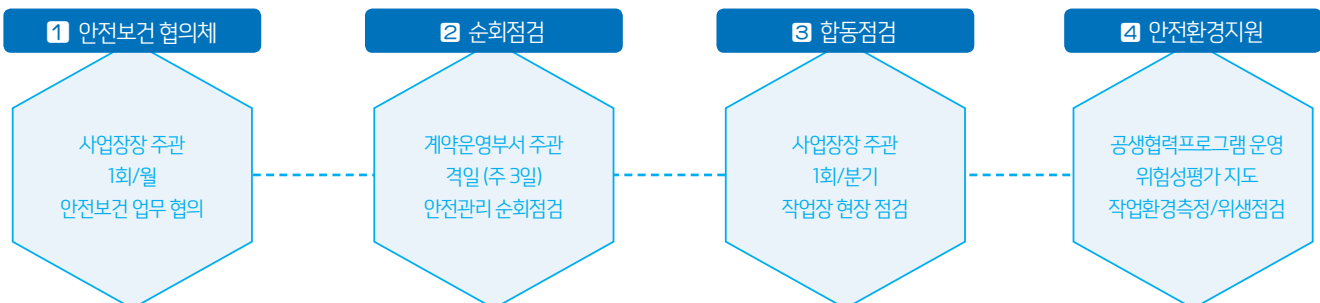 1 안전보건 협의체
사업장장 주관
1회/월
안전보건 업무 협의
2 순회점검
계약운영부서 주관
격일 (주 3일)
안전관리 순회점검
3 합동점검
사업장장 주관
1회/분기
작업장 현장 점검
4 안전환경지원
공생협력프로그램 운영
위험성평가 지도
작업환경측정/위생점검